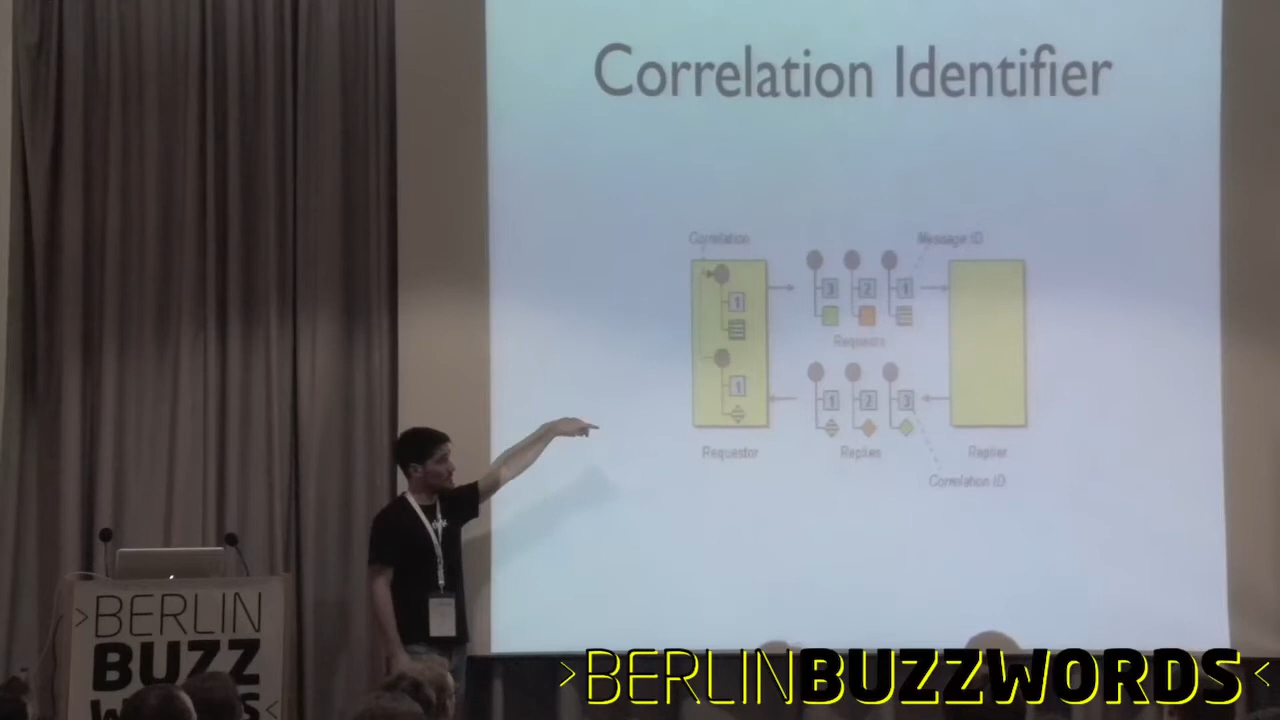 Correlation Identifier
Correlation
Message ID
1
3 2 1
Requests
1
1 2 3
Requestor
Replies
Replier
Correlation ID
>BERLIN
BUZZ
WORDS<
>BERLINBUZZWORDS<